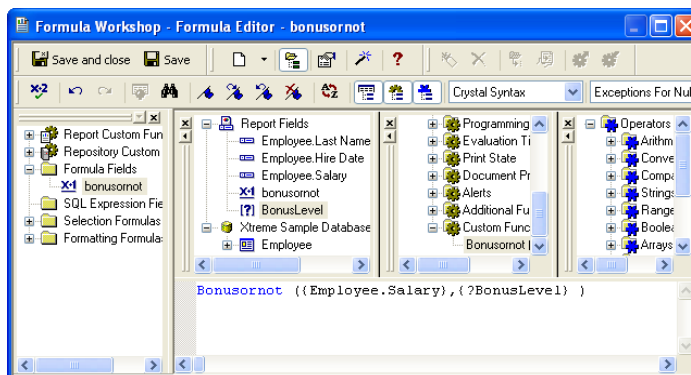 Formula Workshop - Formula Editor - bonusornot
Save and close Save
Crystal Syntax Exceptions For Nul
Report Custom Fun
Repository Custom
Formula Fields
bonusornot
SQL Expression Fie
Selection Formulas
Formatting Formula
Report Fields
Employee.Last Name
Employee.Hire Date
Employee.Salary
bonusornot
BonusLevel
Xtreme Sample Database
Employee
Programming
Evaluation Ti
Print State
Document Pr
Alerts
Additional Fu
Custom Func
Bonusornot
Operators
Arithm
Conve
Compa
Strings
Range
Boolea
Arrays
Bonusornot ({Employee.Salary},{?BonusLevel} )